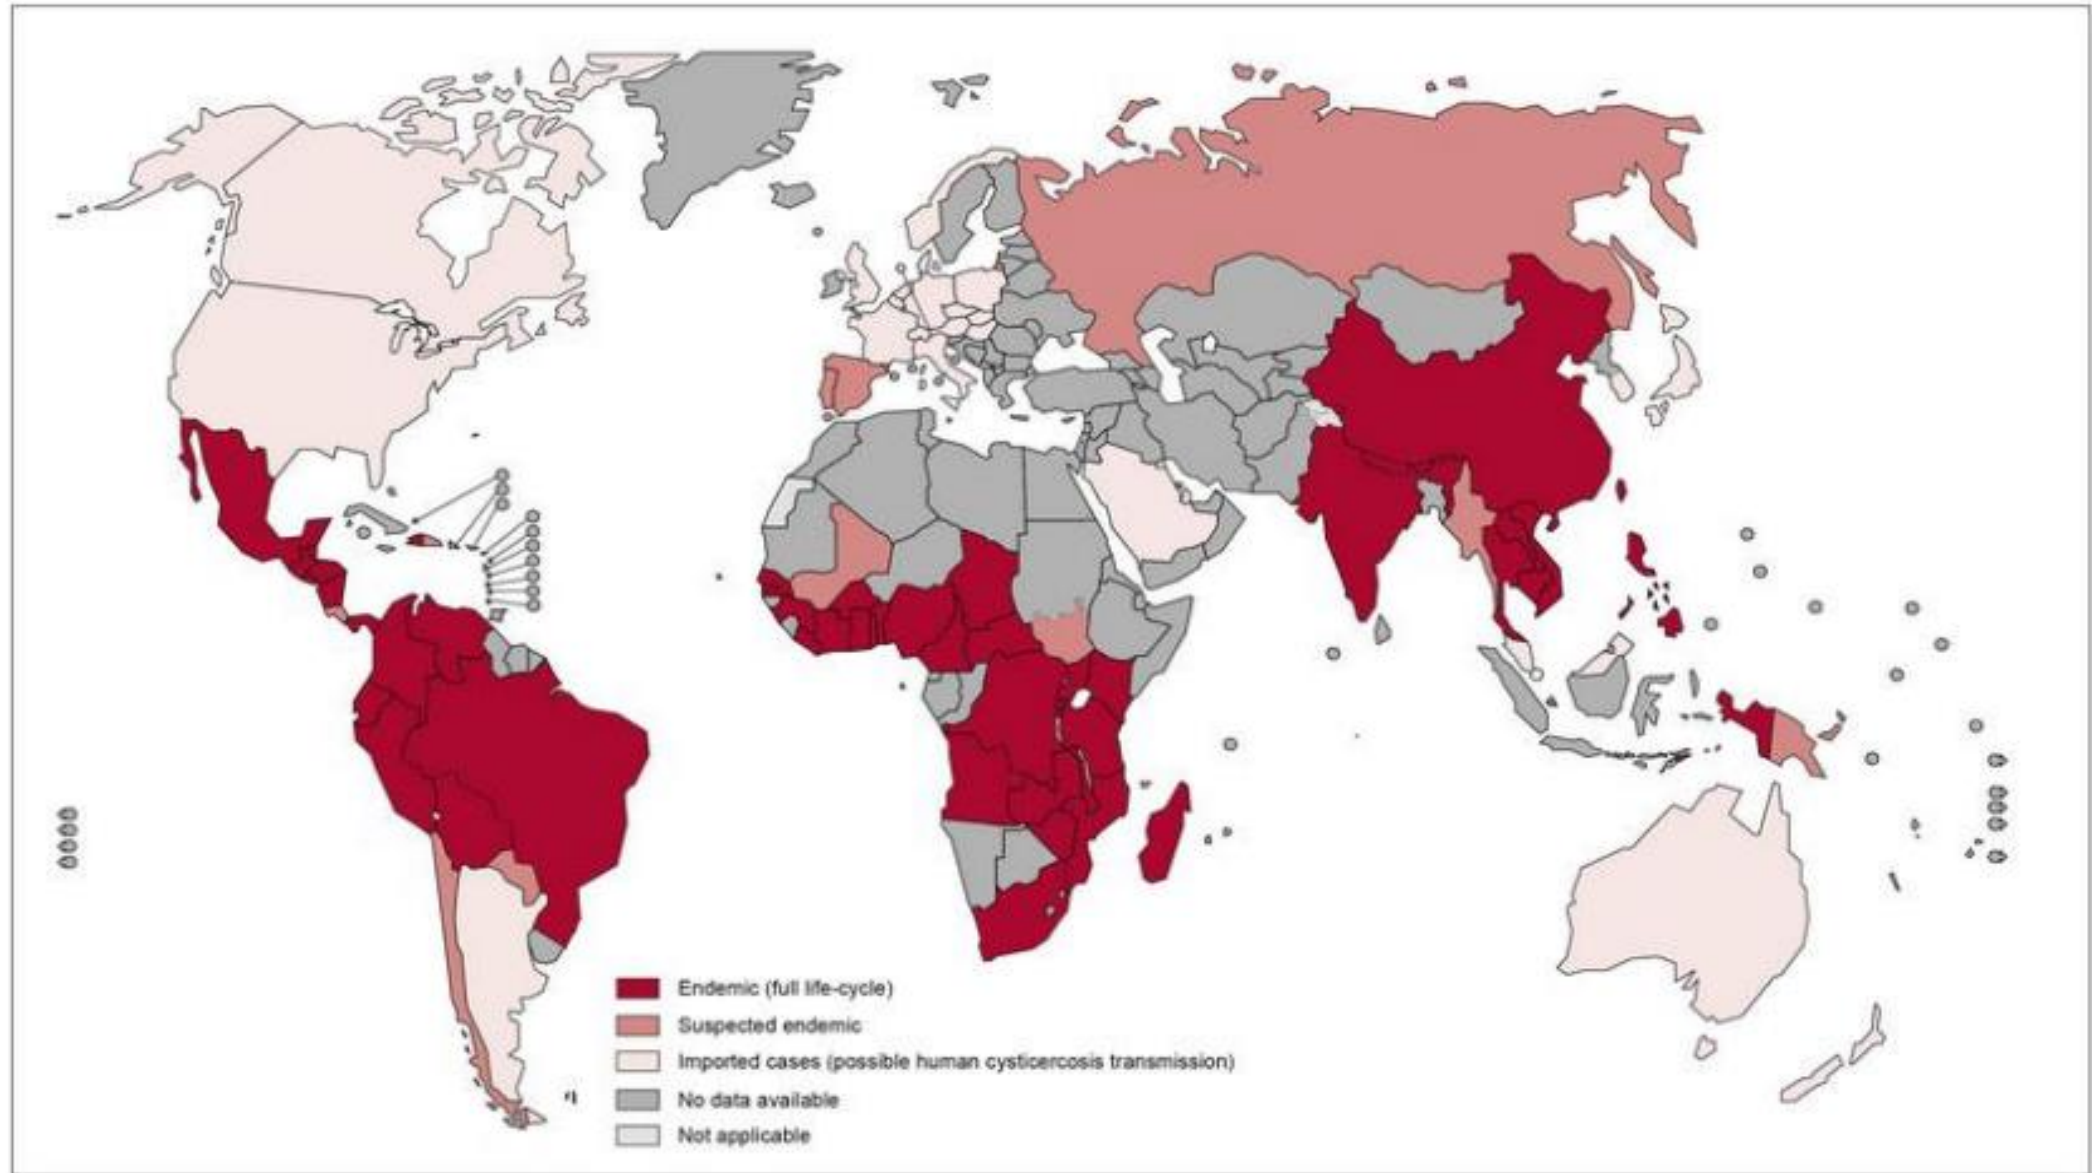 Endemic (full life-cycle)
Suspected endemic
Imported cases (possible human cysticercosis transmission)
No data available
Not applicable